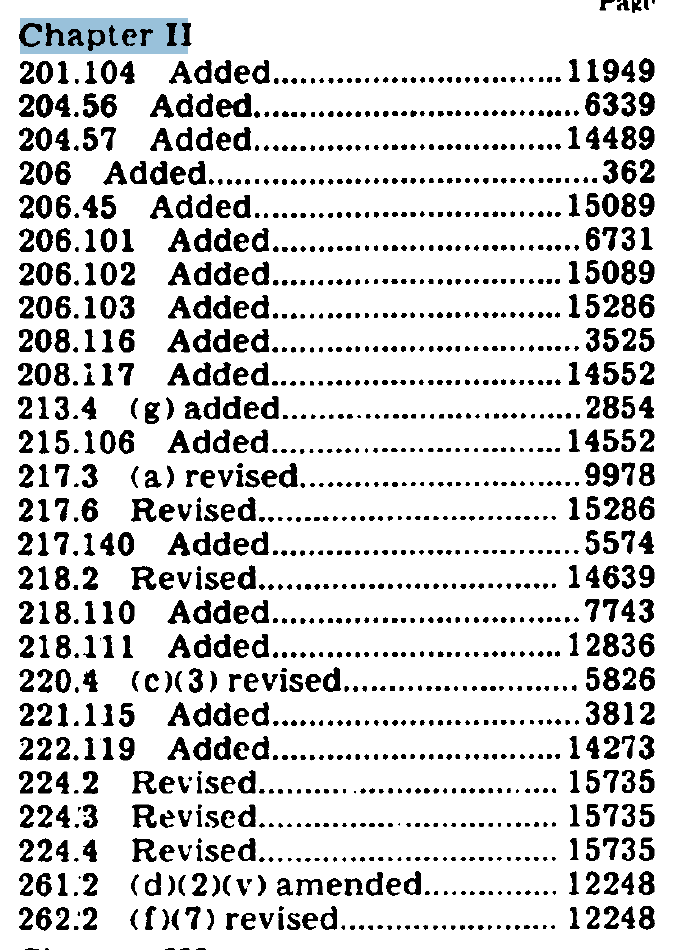 Page
Chapter II
201.104 Added..................................11949
204.56 Added.......................................6339
204.57 Added....................................14489
206 Added..............................................362
206.45 Added....................................15089
206.101 Added.....................................6731
206.102 Added..................................15089
206.103 Added..................................15286
208.116 Added.....................................3525
208.117 Added..................................14552
213.4 (g) added....................................2854
215.106 Added..................................14552
217.3 (a) revised.................................9978
217.6 Revised................................... 15286
217.140 Added.....................................5574
218.2 Revised................................... 14639
218.110 Added.....................................7743
218.111 Added..................................12836
220.4 (c)(3) revised............................ 5826
221.115 Added.....................................3812
222.119 Added..................................14273
224.2 Revised................................... 15735
224.3 Revised................................... 15735
224.4 Revised................................... 15735
261.2 (d)(2)(v) amended................ 12248
262.2 (f)(7) revised.......................... 12248